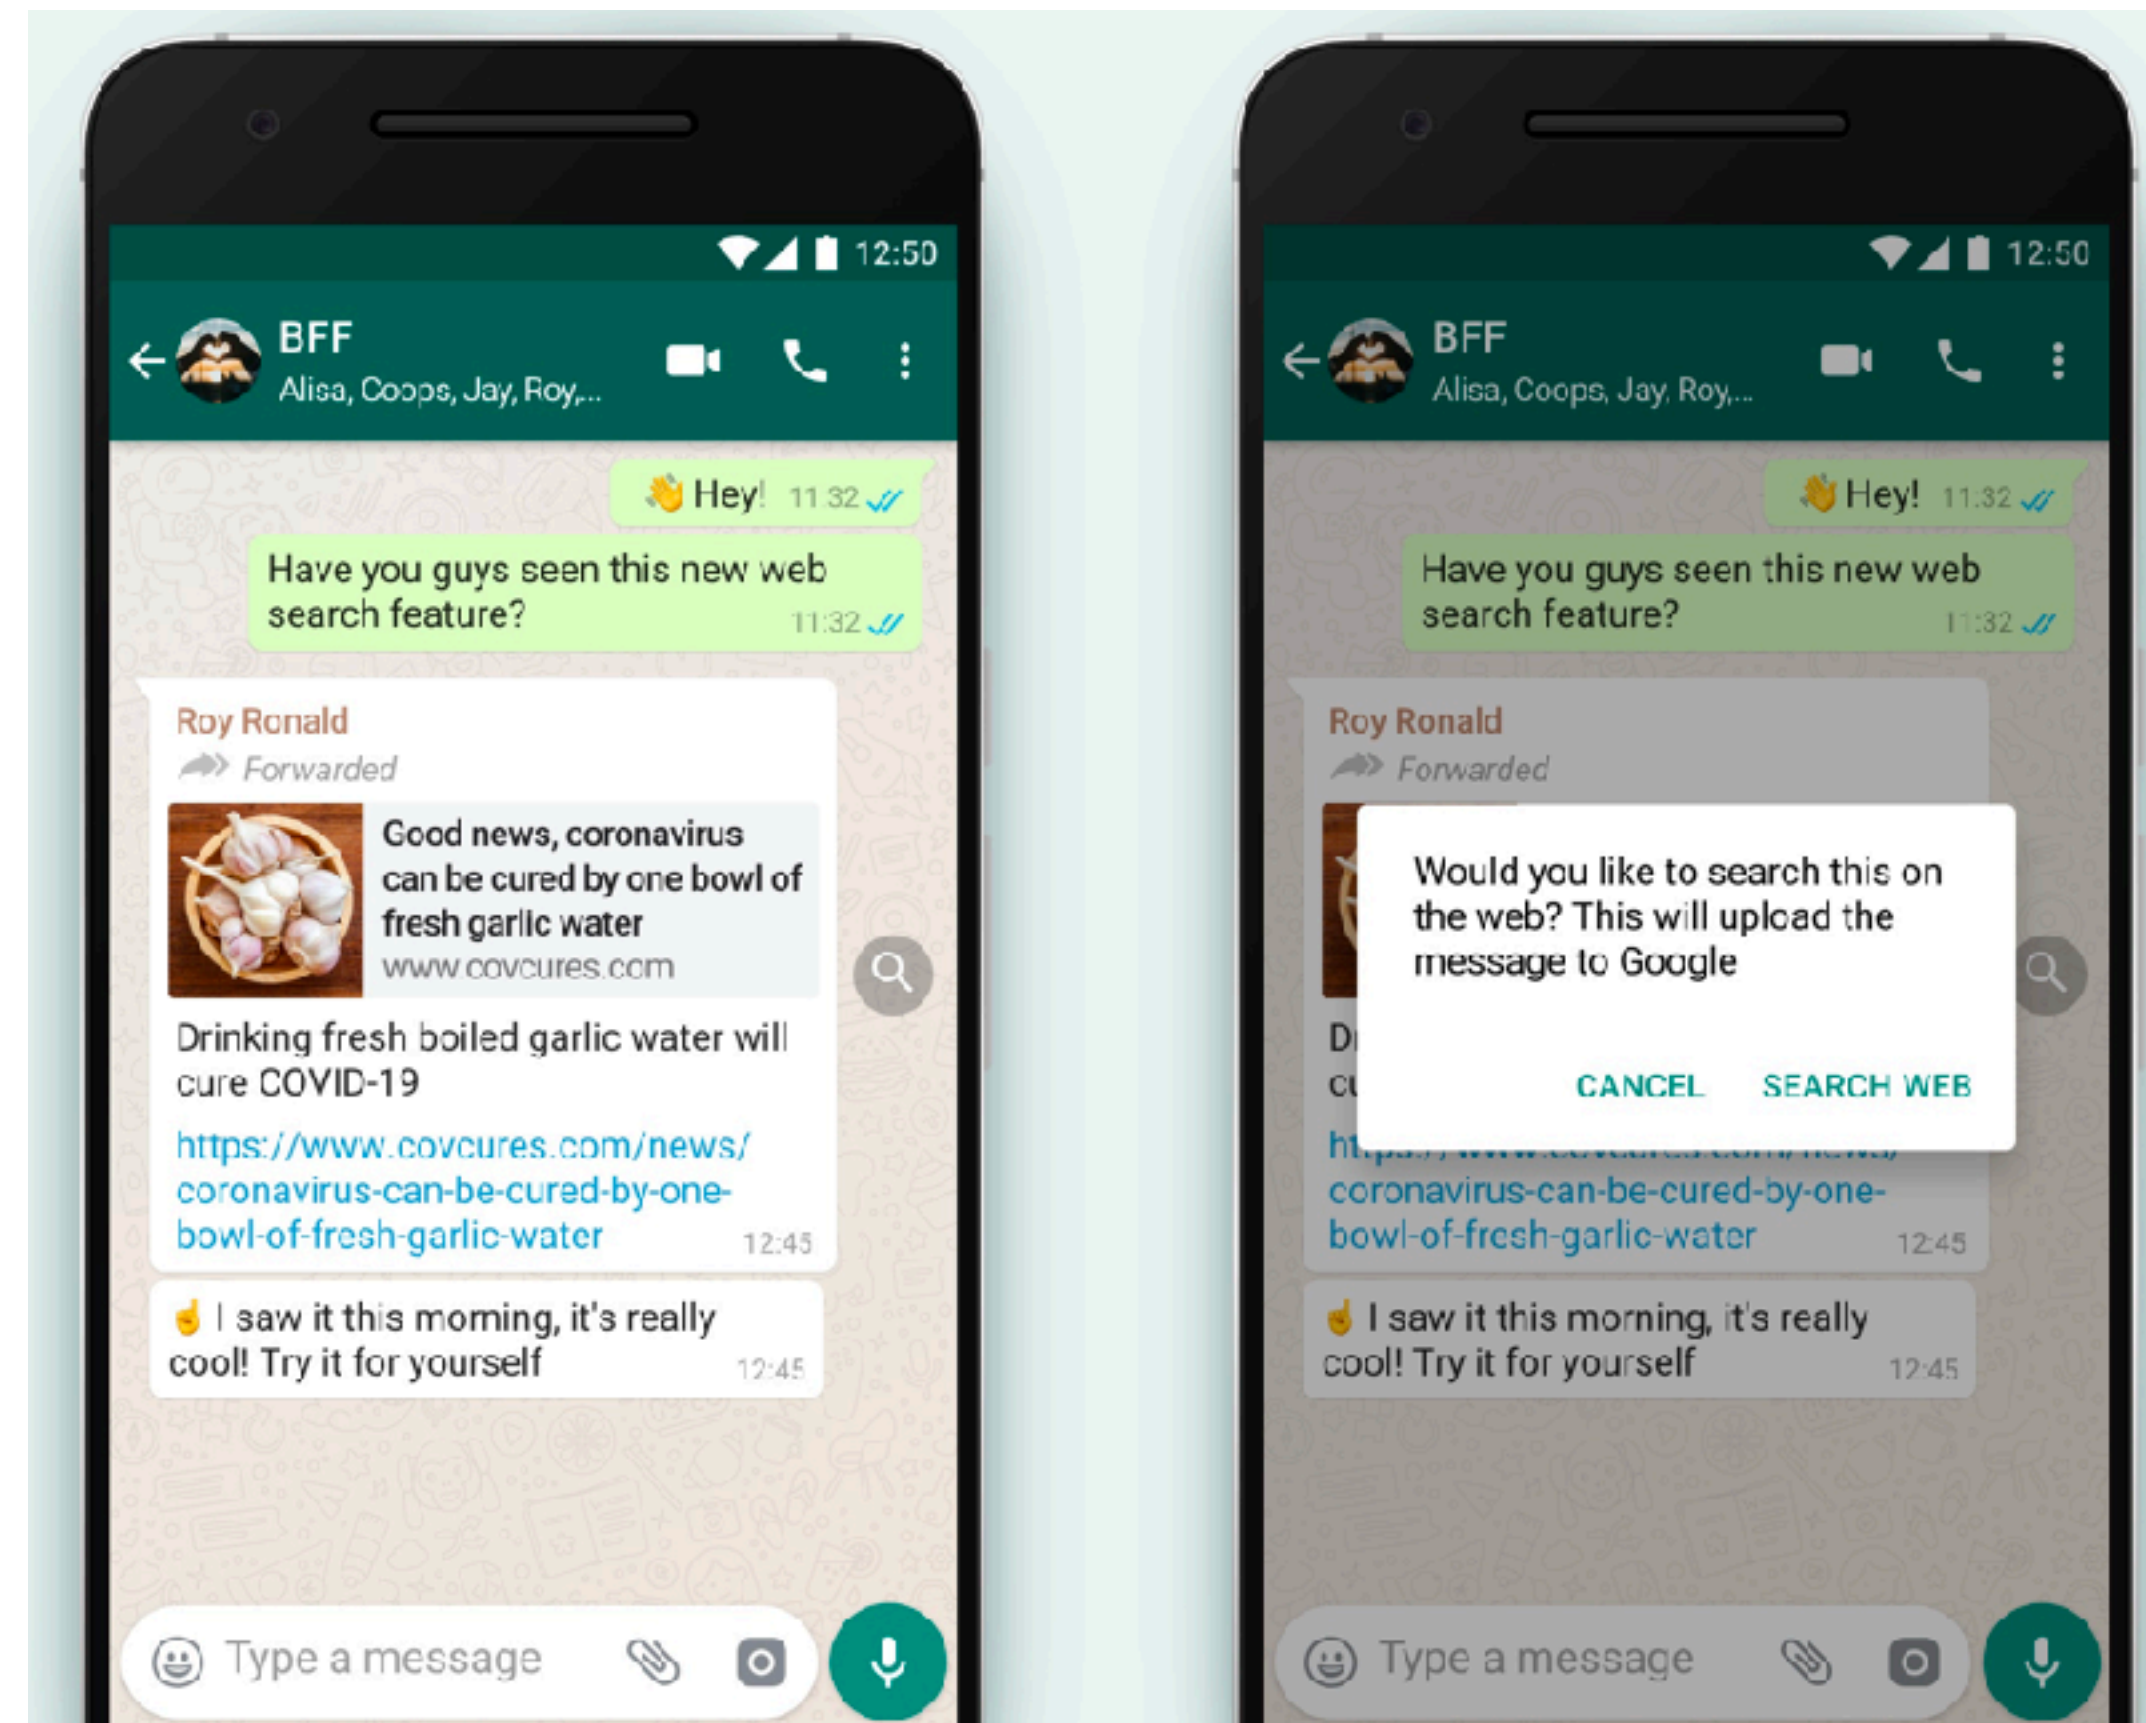 12:50
BFF
Alisa, Coops, Jay, Roy,...
👋 Hey! 11:32
Have you guys seen this new web
search feature? 11:32
Roy Ronald
Forwarded
Good news, coronavirus
can be cured by one bowl of
fresh garlic water
www.covcures.com
Drinking fresh boiled garlic water will
cure COVID-19
https://www.covcures.com/news/
coronavirus-can-be-cured-by-one-
bowl-of-fresh-garlic-water 12:45
☝ I saw it this morning, it's really
cool! Try it for yourself 12:45
Type a message
12:50
BFF
Alisa, Coops, Jay, Roy,...
👋 Hey! 11:32
Have you guys seen this new web
search feature? 11:32
Roy Ronald
Forwarded
Would you like to search this on
the web? This will upload the
message to Google
CANCEL SEARCH WEB
coronavirus-can-be-cured-by-one-
bowl-of-fresh-garlic-water 12:45
☝ I saw it this morning, it's really
cool! Try it for yourself 12:45
Type a message